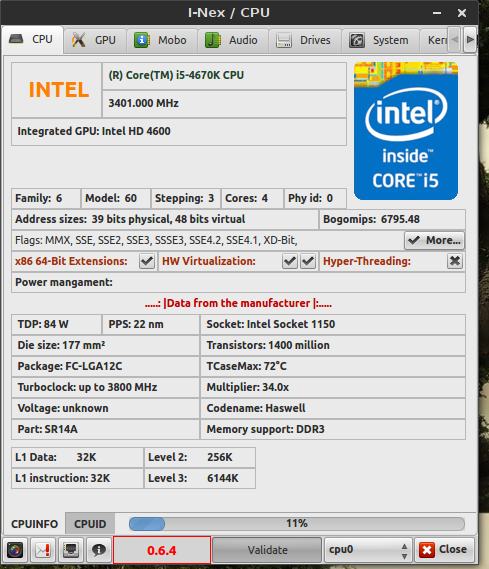 I-Nex / CPU
CPU GPU Mobo Audio Drives System Kern
INTEL
(R) Core(TM) i5-4670K CPU
3401.000 MHz
Integrated GPU: Intel HD 4600
intel
inside™
CORE™ i5
Family: 6 Model: 60 Stepping: 3 Cores: 4 Phy id: 0
Address sizes: 39 bits physical, 48 bits virtual Bogomips: 6795.48
Flags: MMX, SSE, SSE2, SSE3, SSSE3, SSE4.2, SSE4.1, XD-Bit, More...
x86 64-Bit Extensions: HW Virtualization: Hyper-Threading:
Power mangament:
.....: |Data from the manufacturer |:.....
TDP: 84 W PPS: 22 nm Socket: Intel Socket 1150
Die size: 177 mm² Transistors: 1400 million
Package: FC-LGA12C TCaseMax: 72°C
Turboclock: up to 3800 MHz Multiplier: 34.0x
Voltage: unknown Codename: Haswell
Part: SR14A Memory support: DDR3
L1 Data: 32K Level 2: 256K
L1 instruction: 32K Level 3: 6144K
CPUINFO CPUID 11%
0.6.4 Validate cpu0 Close